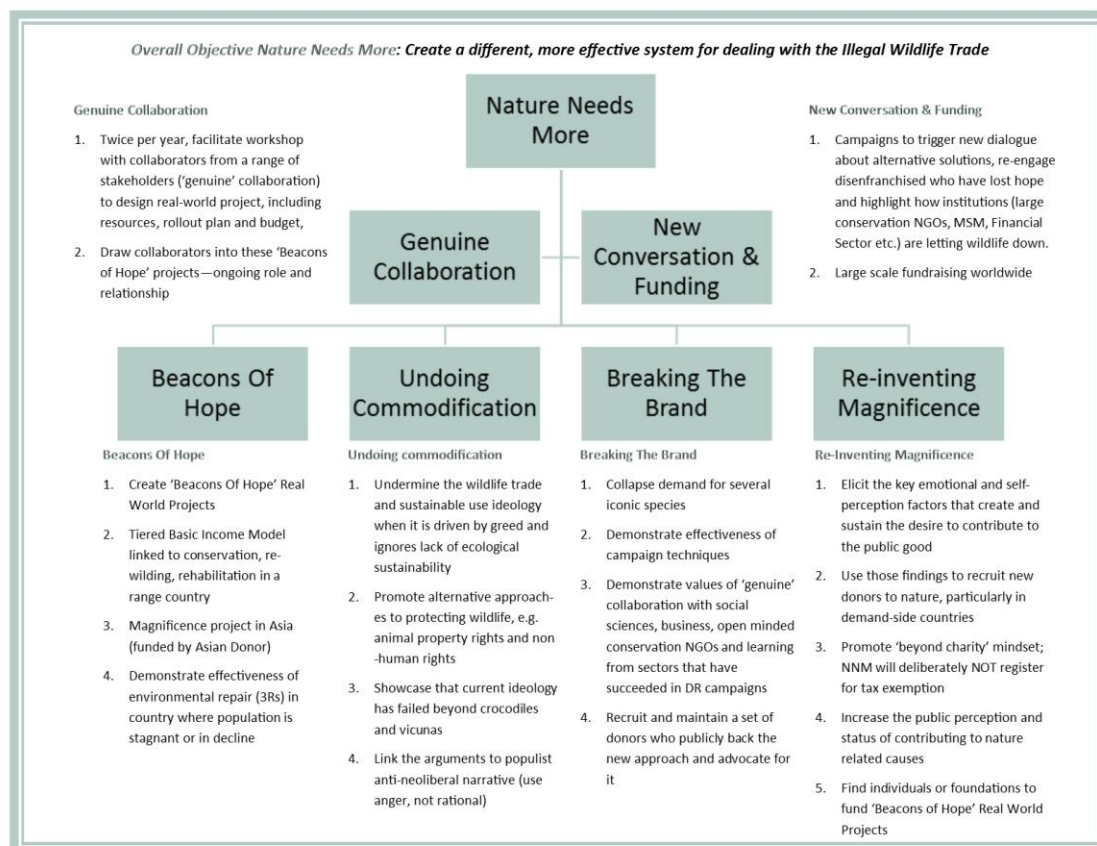 Overall Objective Nature Needs More: Create a different, more effective system for dealing with the Illegal Wildlife Trade
Nature Needs
More
Genuine Collaboration
1. Twice per year, facilitate workshop
with collaborators from a range of
stakeholders (‘genuine’ collaboration)
to design real-world project, including
resources, rollout plan and budget,
2. Draw collaborators into these ‘Beacons
of Hope’ projects—ongoing role and
relationship
New Conversation & Funding
1. Campaigns to trigger new dialogue
about alternative solutions, re-engage
disenfranchised who have lost hope
and highlight how institutions (large
conservation NGOs, MSM, Financial
Sector etc.) are letting wildlife down.
2. Large scale fundraising worldwide
Genuine
Collaboration
New
Conversation &
Funding
Beacons Of
Hope
Undoing
Commodification
Breaking The
Brand
Re-inventing
Magnificence
Beacons Of Hope
1. Create ‘Beacons Of Hope’ Real
World Projects
2. Tiered Basic Income Model
linked to conservation, re-
wilding, rehabilitation in a
range country
3. Magnificence project in Asia
(funded by Asian Donor)
4. Demonstrate effectiveness of
environmental repair (3Rs) in
country where population is
stagnant or in decline
Undoing commodification
1. Undermine the wildlife trade
and sustainable use ideology
when it is driven by greed and
ignores lack of ecological
sustainability
2. Promote alternative approach-
es to protecting wildlife, e.g.
animal property rights and non
-human rights
3. Showcase that current ideology
has failed beyond crocodiles
and vicunas
4. Link the arguments to populist
anti-neoliberal narrative (use
anger, not rational)
Breaking The Brand
1. Collapse demand for several
iconic species
2. Demonstrate effectiveness of
campaign techniques
3. Demonstrate values of ‘genuine’
collaboration with social
sciences, business, open minded
conservation NGOs and learning
from sectors that have
succeeded in DR campaigns
4. Recruit and maintain a set of
donors who publicly back the
new approach and advocate for
it
Re-Inventing Magnificence
1. Elicit the key emotional and self-
perception factors that create and
sustain the desire to contribute to
the public good
2. Use those findings to recruit new
donors to nature, particularly in
demand-side countries
3. Promote ‘beyond charity’ mindset;
NNM will deliberately NOT register
for tax exemption
4. Increase the public perception and
status of contributing to nature
related causes
5. Find individuals or foundations to
fund ‘Beacons of Hope’ Real World
Projects